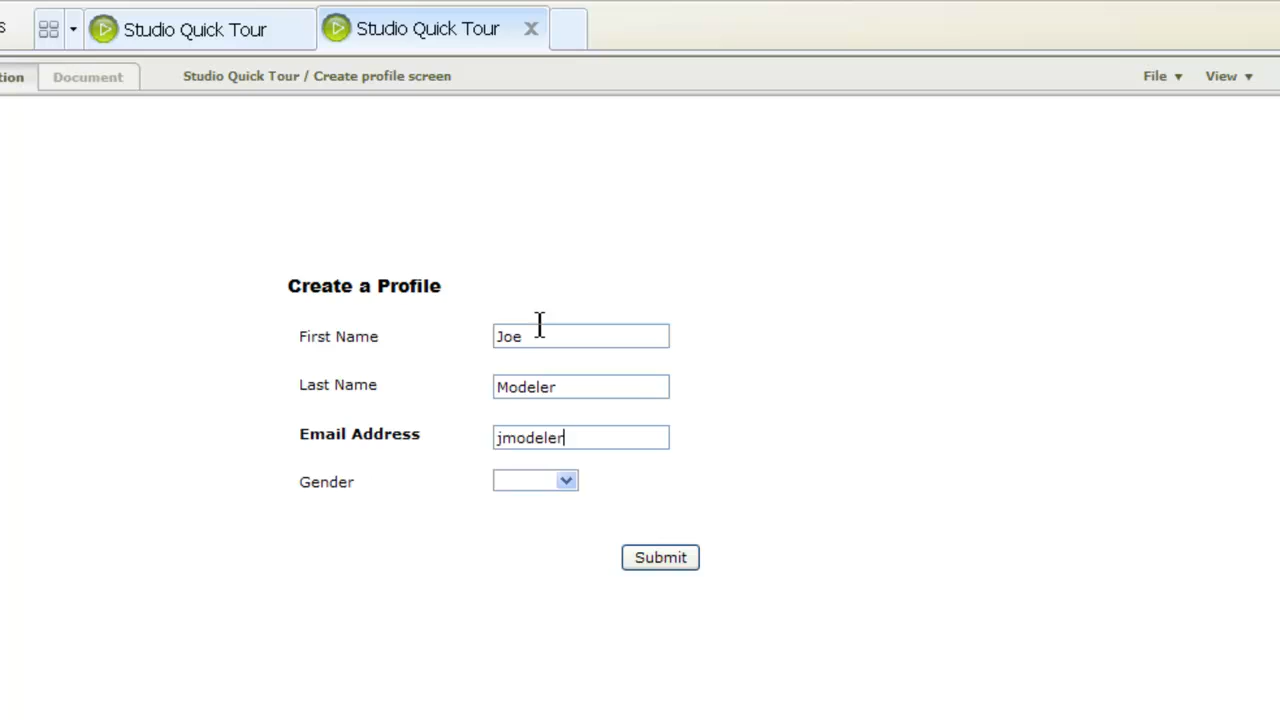 S
Studio Quick Tour
Studio Quick Tour
tion
Document
Studio Quick Tour / Create profile screen
File
View
Create a Profile
First Name
Joe
Last Name
Modeler
Email Address
jmodeler
Gender
Submit